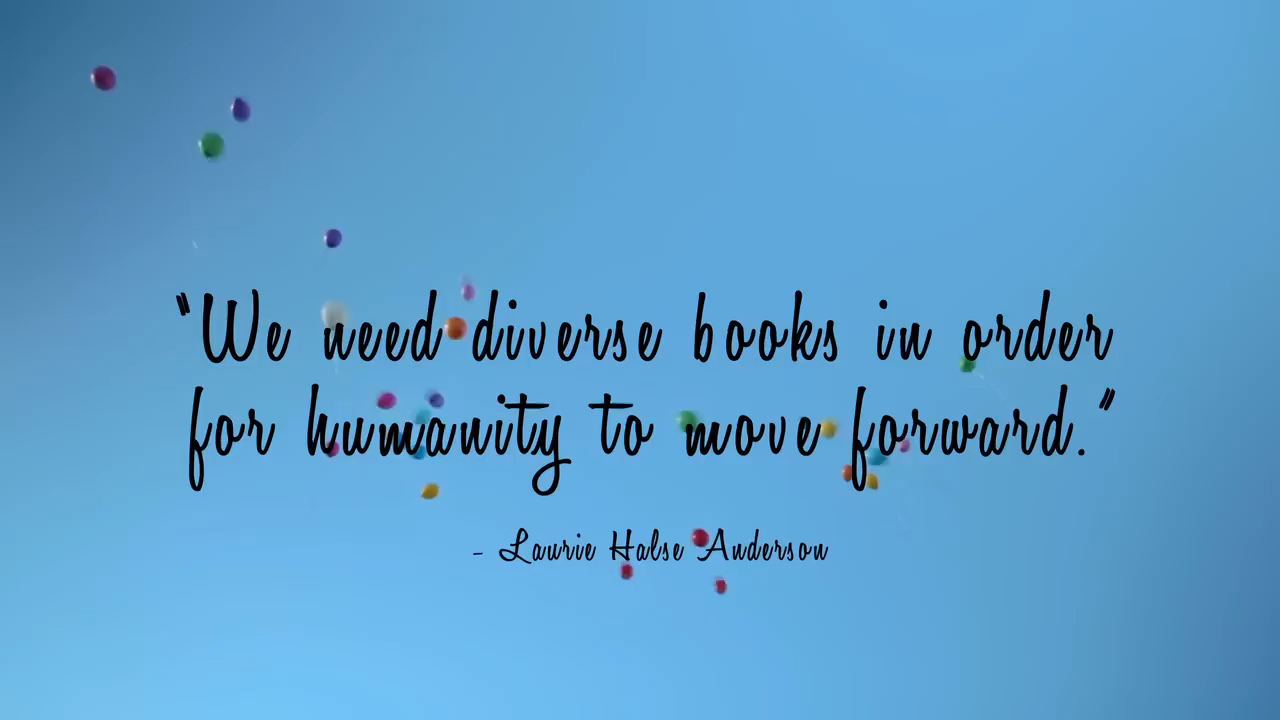 "We need diverse books in order
for humanity to move forward."
- Laurie Halse Anderson